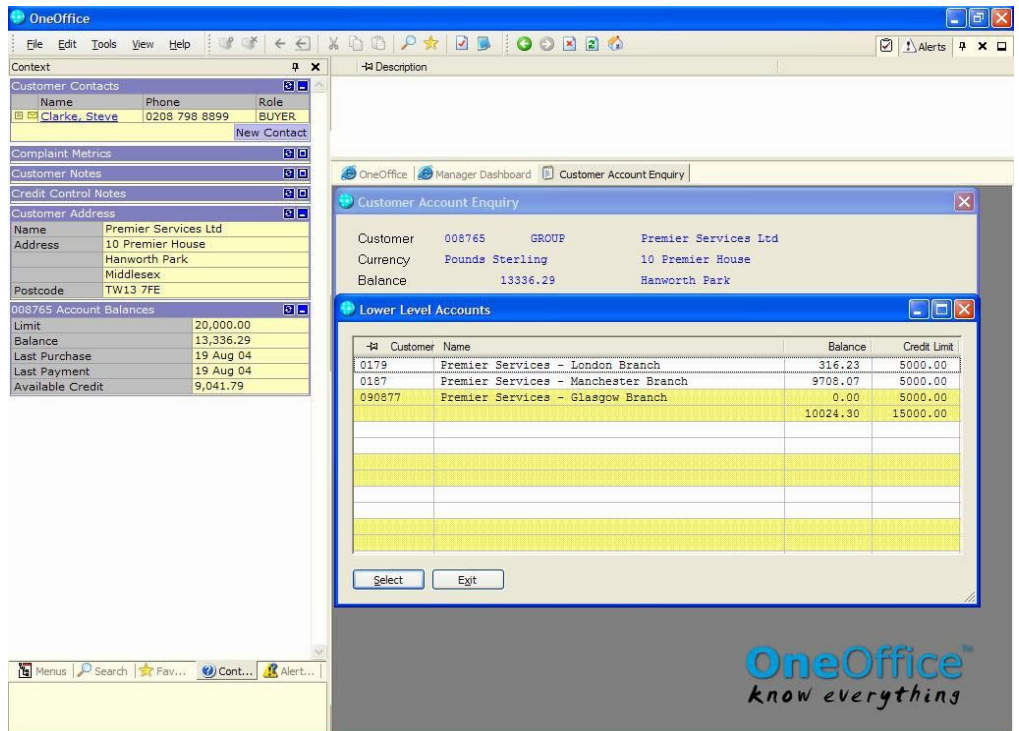 OneOffice
File Edit Tools View Help
Alerts
Context
Description
Customer Contacts
Name Phone Role
Clarke, Steve 0208 798 8899 BUYER
New Contact
Complaint Metrics
Customer Notes
Credit Control Notes
Customer Address
Name Premier Services Ltd
Address 10 Premier House
Hanworth Park
Middlesex
Postcode TW13 7FE
008765 Account Balances
Limit 20,000.00
Balance 13,336.29
Last Purchase 19 Aug 04
Last Payment 19 Aug 04
Available Credit 9,041.79
Menus Search Fav... Cont... Alert...
OneOffice Manager Dashboard Customer Account Enquiry
Customer Account Enquiry
Customer 008765 GROUP Premier Services Ltd
Currency Pounds Sterling 10 Premier House
Balance 13336.29 Hanworth Park
Lower Level Accounts
Customer Name Balance Credit Limit
0179 Premier Services - London Branch 316.23 5000.00
0187 Premier Services - Manchester Branch 9708.07 5000.00
090877 Premier Services - Glasgow Branch 0.00 5000.00
10024.30 15000.00
Select Exit
OneOffice™
know everything